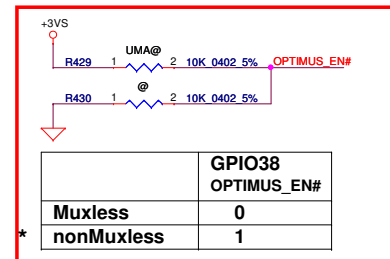 +3VS
UMA@
R429 1 2 10K_0402_5% OPTIMUS_EN#
@
R430 1 2 10K_0402_5%
GPIO38
OPTIMUS_EN#
Muxless 0
* nonMuxless 1